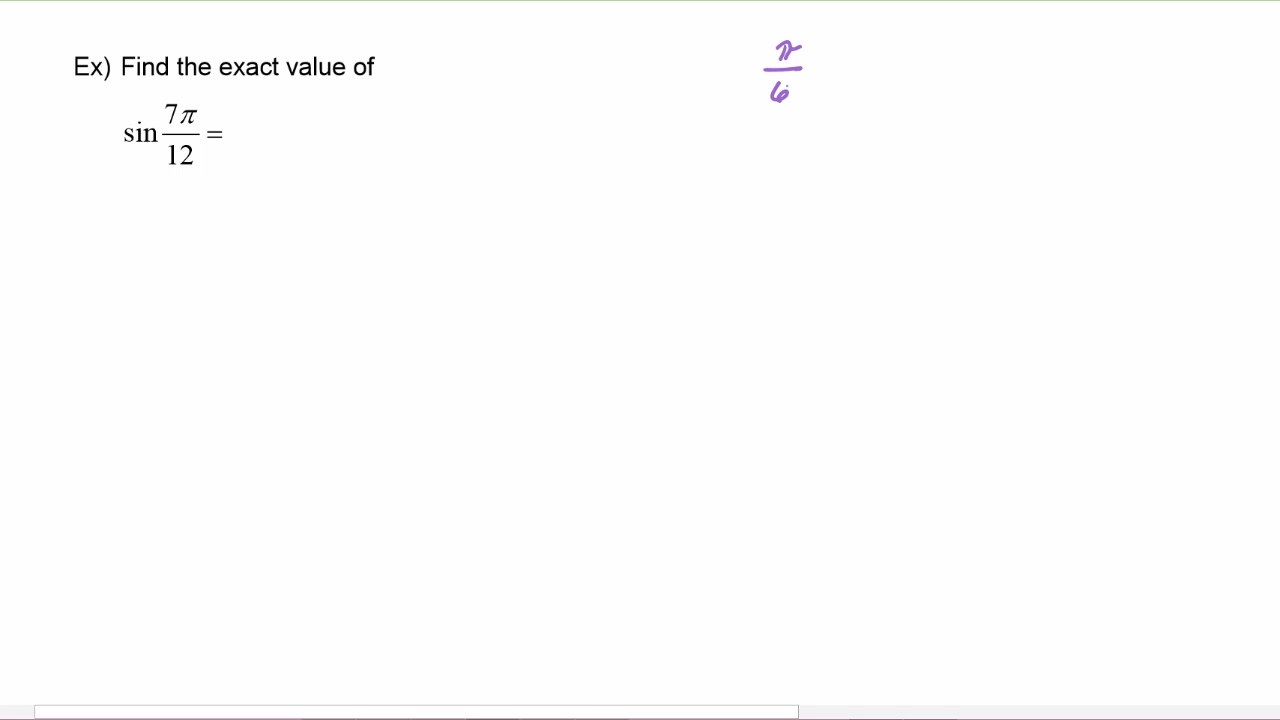 Ex) Find the exact value of
sin 7π/12 =
π/6